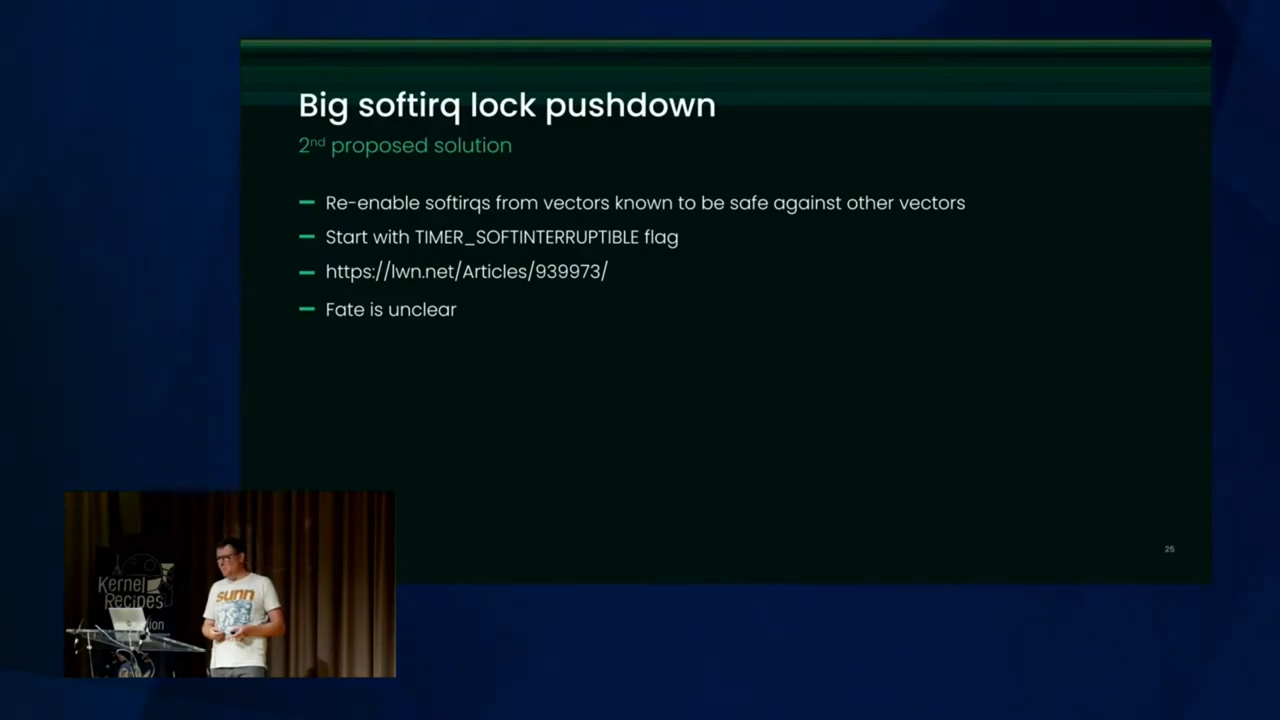 Big softirq lock pushdown
2nd proposed solution
Re-enable softirqs from vectors known to be safe against other vectors
Start with TIMER_SOFTINTERRUPTIBLE flag
https://lwn.net/Articles/939973/
Fate is unclear
25
Kernel
Recipes
sunn